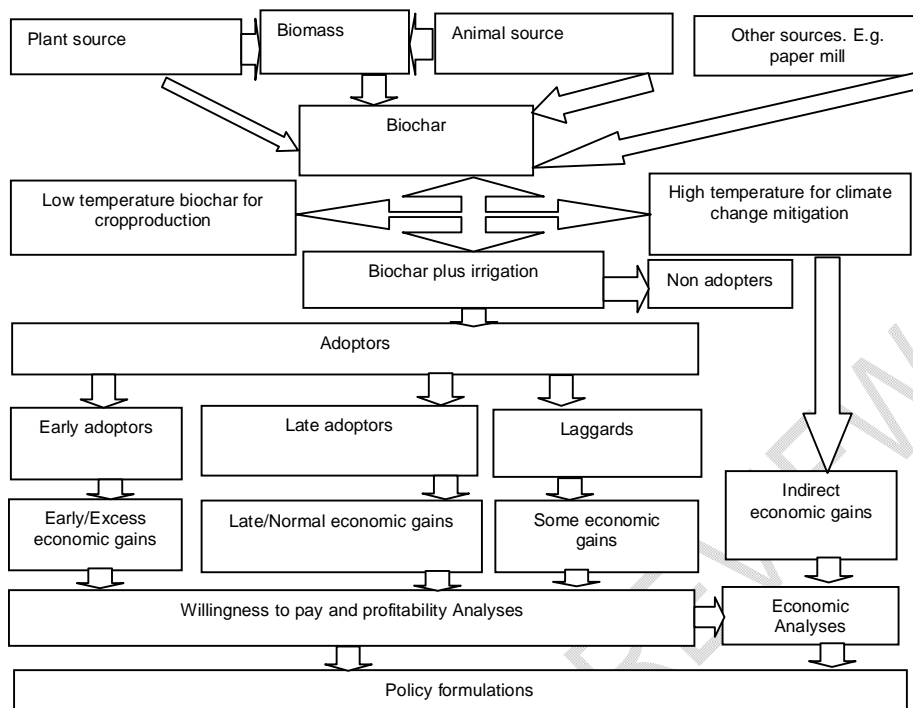 Plant source
Biomass
Animal source
Other sources. E.g.
paper mill
Biochar
Low temperature biochar for
cropproduction
High temperature for climate
change mitigation
Biochar plus irrigation
Non adopters
Adoptors
Early adoptors
Late adoptors
Laggards
Early/Excess
economic gains
Late/Normal economic gains
Some economic
gains
Indirect
economic gains
Willingness to pay and profitability Analyses
Economic
Analyses
Policy formulations
REVIEW